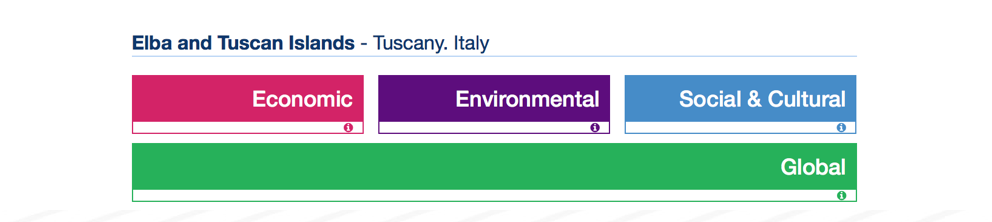 Elba and Tuscan Islands - Tuscany. Italy
Economic
Environmental
Social & Cultural
Global